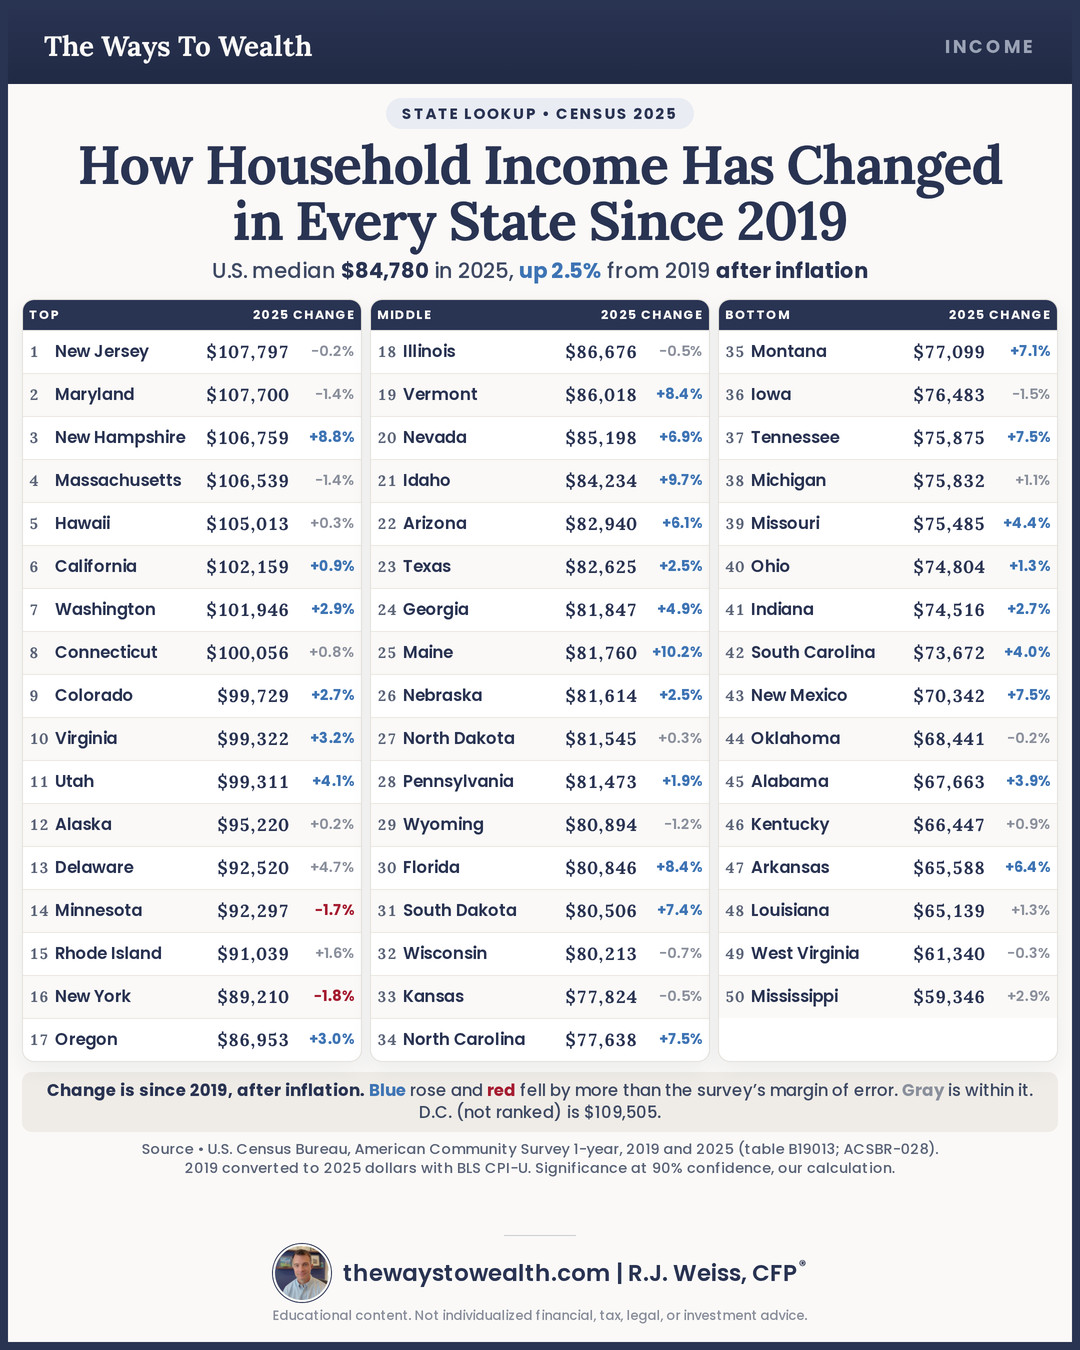 The Ways To Wealth
INCOME
STATE LOOKUP • CENSUS 2025
How Household Income Has Changed
in Every State Since 2019
U.S. median $84,780 in 2025, up 2.5% from 2019 after inflation
TOP 2025 CHANGE
1 New Jersey $107,797 −0.2%
2 Maryland $107,700 −1.4%
3 New Hampshire $106,759 +8.8%
4 Massachusetts $106,539 −1.4%
5 Hawaii $105,013 +0.3%
6 California $102,159 +0.9%
7 Washington $101,946 +2.9%
8 Connecticut $100,056 +0.8%
9 Colorado $99,729 +2.7%
10 Virginia $99,322 +3.2%
11 Utah $99,311 +4.1%
12 Alaska $95,220 +0.2%
13 Delaware $92,520 +4.7%
14 Minnesota $92,297 −1.7%
15 Rhode Island $91,039 +1.6%
16 New York $89,210 −1.8%
17 Oregon $86,953 +3.0%
MIDDLE 2025 CHANGE
18 Illinois $86,676 −0.5%
19 Vermont $86,018 +8.4%
20 Nevada $85,198 +6.9%
21 Idaho $84,234 +9.7%
22 Arizona $82,940 +6.1%
23 Texas $82,625 +2.5%
24 Georgia $81,847 +4.9%
25 Maine $81,760 +10.2%
26 Nebraska $81,614 +2.5%
27 North Dakota $81,545 +0.3%
28 Pennsylvania $81,473 +1.9%
29 Wyoming $80,894 −1.2%
30 Florida $80,846 +8.4%
31 South Dakota $80,506 +7.4%
32 Wisconsin $80,213 −0.7%
33 Kansas $77,824 −0.5%
34 North Carolina $77,638 +7.5%
BOTTOM 2025 CHANGE
35 Montana $77,099 +7.1%
36 Iowa $76,483 −1.5%
37 Tennessee $75,875 +7.5%
38 Michigan $75,832 +1.1%
39 Missouri $75,485 +4.4%
40 Ohio $74,804 +1.3%
41 Indiana $74,516 +2.7%
42 South Carolina $73,672 +4.0%
43 New Mexico $70,342 +7.5%
44 Oklahoma $68,441 −0.2%
45 Alabama $67,663 +3.9%
46 Kentucky $66,447 +0.9%
47 Arkansas $65,588 +6.4%
48 Louisiana $65,139 +1.3%
49 West Virginia $61,340 −0.3%
50 Mississippi $59,346 +2.9%
Change is since 2019, after inflation. Blue rose and red fell by more than the survey’s margin of error. Gray is within it.
D.C. (not ranked) is $109,505.
Source • U.S. Census Bureau, American Community Survey 1-year, 2019 and 2025 (table B19013; ACSBR-028).
2019 converted to 2025 dollars with BLS CPI-U. Significance at 90% confidence, our calculation.
thewaystowealth.com | R.J. Weiss, CFP®
Educational content. Not individualized financial, tax, legal, or investment advice.